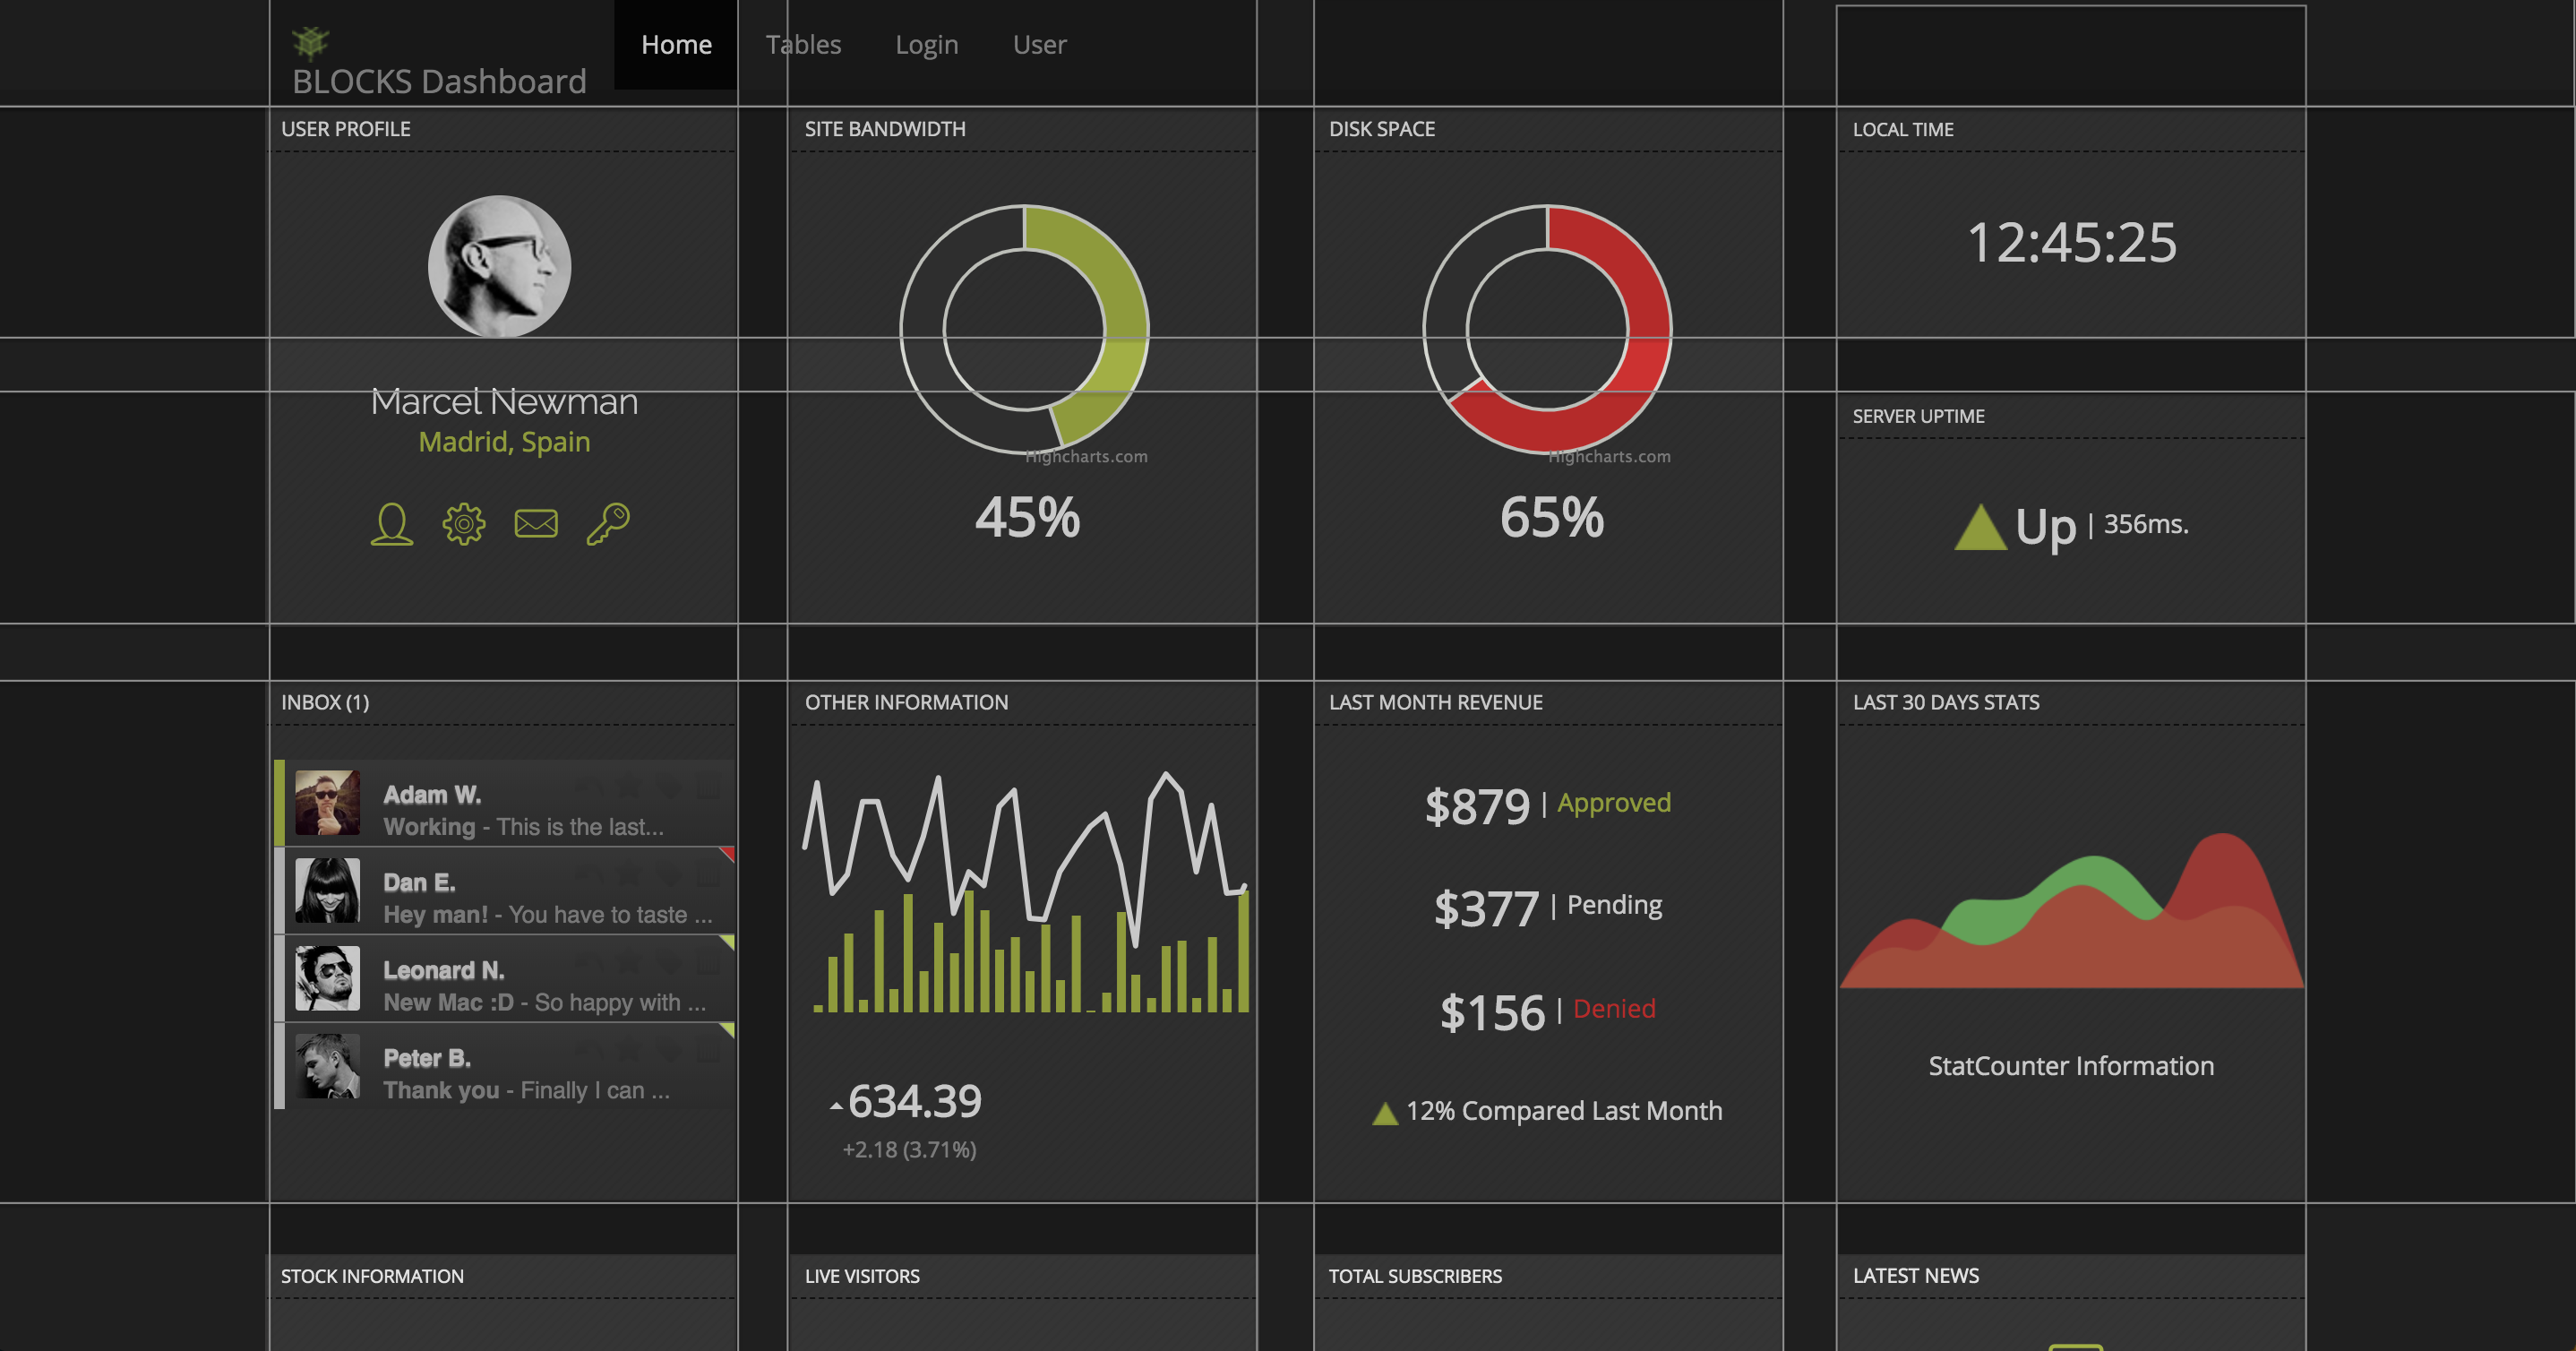 BLOCKS Dashboard
Home
Tables
Login
User
USER PROFILE
Marcel Newman
Madrid, Spain
SITE BANDWIDTH
Highcharts.com
45%
DISK SPACE
Highcharts.com
65%
LOCAL TIME
12:45:25
SERVER UPTIME
Up | 356ms.
INBOX (1)
Adam W.
Working - This is the last...
Dan E.
Hey man! - You have to taste ...
Leonard N.
New Mac :D - So happy with ...
Peter B.
Thank you - Finally I can ...
OTHER INFORMATION
634.39
+2.18 (3.71%)
LAST MONTH REVENUE
$879 | Approved
$377 | Pending
$156 | Denied
12% Compared Last Month
LAST 30 DAYS STATS
StatCounter Information
STOCK INFORMATION
LIVE VISITORS
TOTAL SUBSCRIBERS
LATEST NEWS